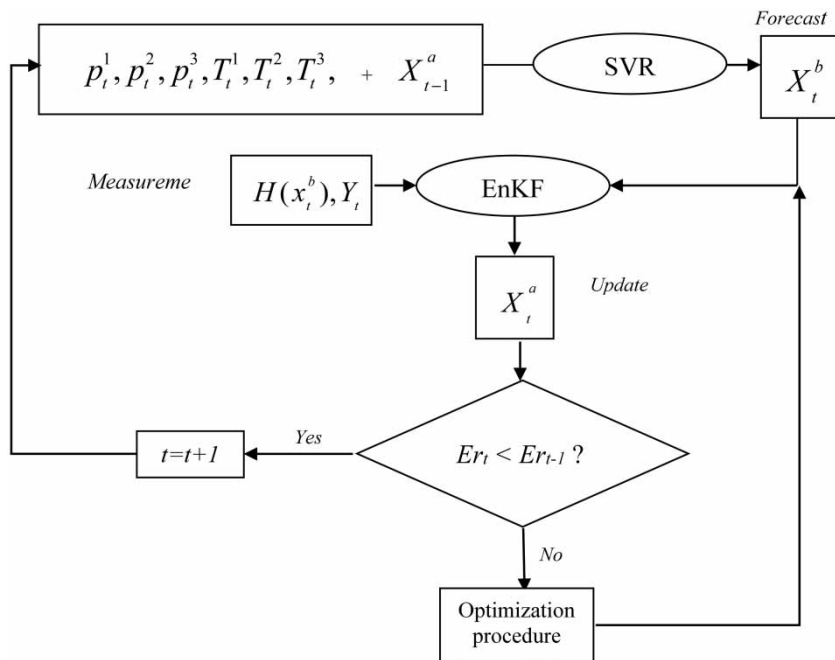 Forecast
p_t^1, p_t^2, p_t^3, T_t^1, T_t^2, T_t^3, + X_{t-1}^a
SVR
X_t^b
Measureme
H(x_t^b), Y_t
EnKF
X_t^a
Update
t=t+1
Yes
Er_t < Er_{t-1} ?
No
Optimization
procedure